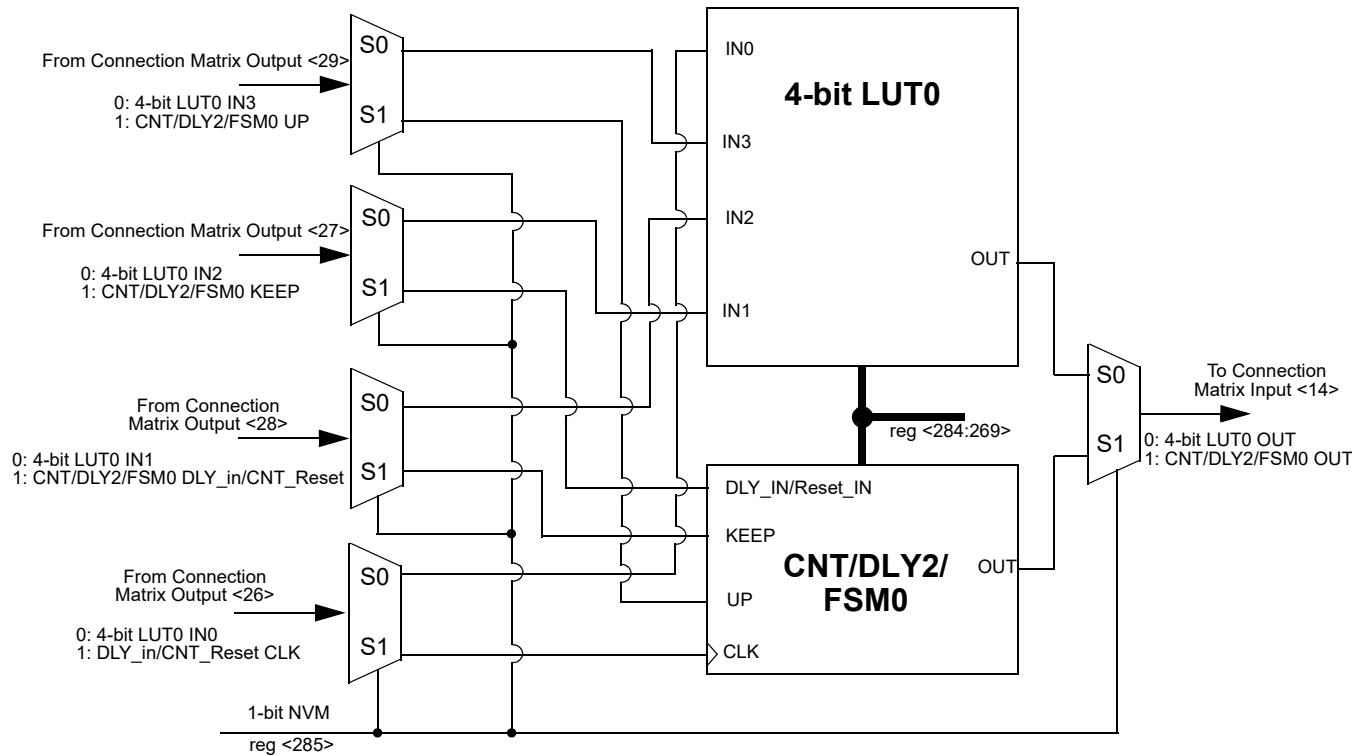 From Connection Matrix Output <29>
0: 4-bit LUT0 IN3
1: CNT/DLY2/FSM0 UP
S0
S1
From Connection Matrix Output <27>
0: 4-bit LUT0 IN2
1: CNT/DLY2/FSM0 KEEP
S0
S1
From Connection
Matrix Output <28>
0: 4-bit LUT0 IN1
1: CNT/DLY2/FSM0 DLY_in/CNT_Reset
S0
S1
From Connection
Matrix Output <26>
0: 4-bit LUT0 IN0
1: DLY_in/CNT_Reset CLK
S0
S1
1-bit NVM
reg <285>
4-bit LUT0
IN0
IN3
IN2
IN1
OUT
reg <284:269>
DLY_IN/Reset_IN
KEEP
UP
CLK
CNT/DLY2/
FSM0
OUT
S0
S1
To Connection
Matrix Input <14>
0: 4-bit LUT0 OUT
1: CNT/DLY2/FSM0 OUT